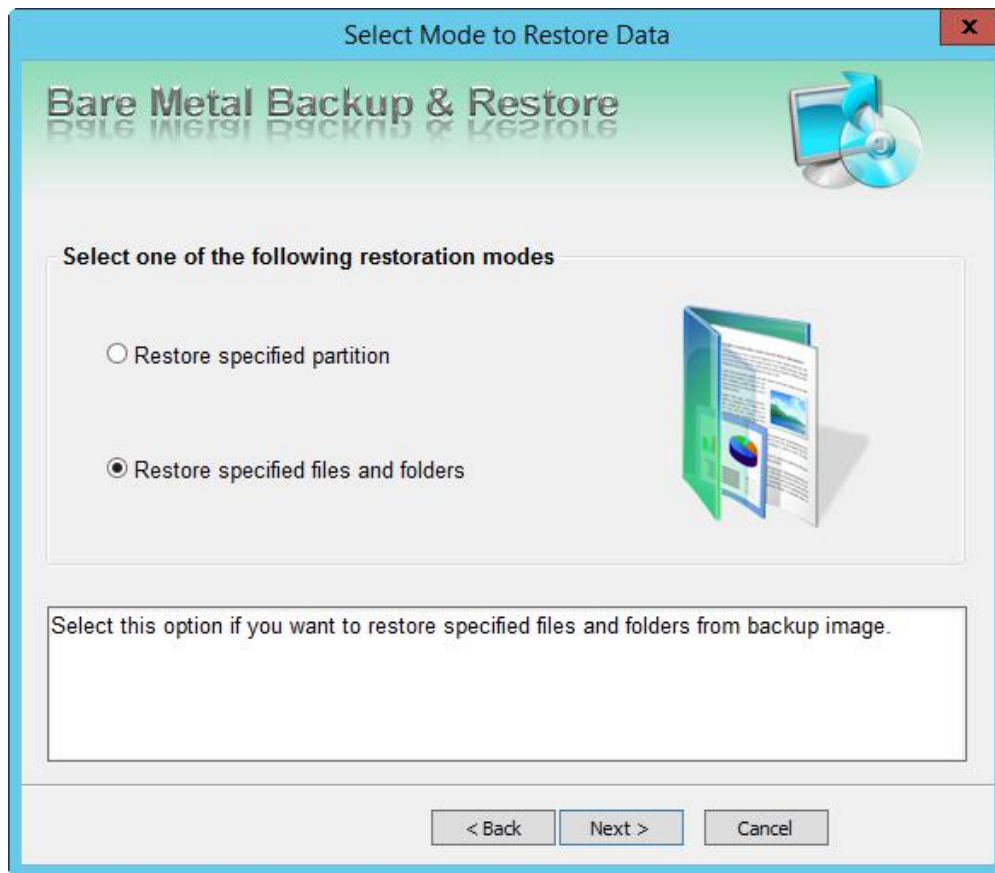 Select Mode to Restore Data
x
Bare Metal Backup & Restore
Select one of the following restoration modes
Restore specified partition
Restore specified files and folders
Select this option if you want to restore specified files and folders from backup image.
< Back Next > Cancel